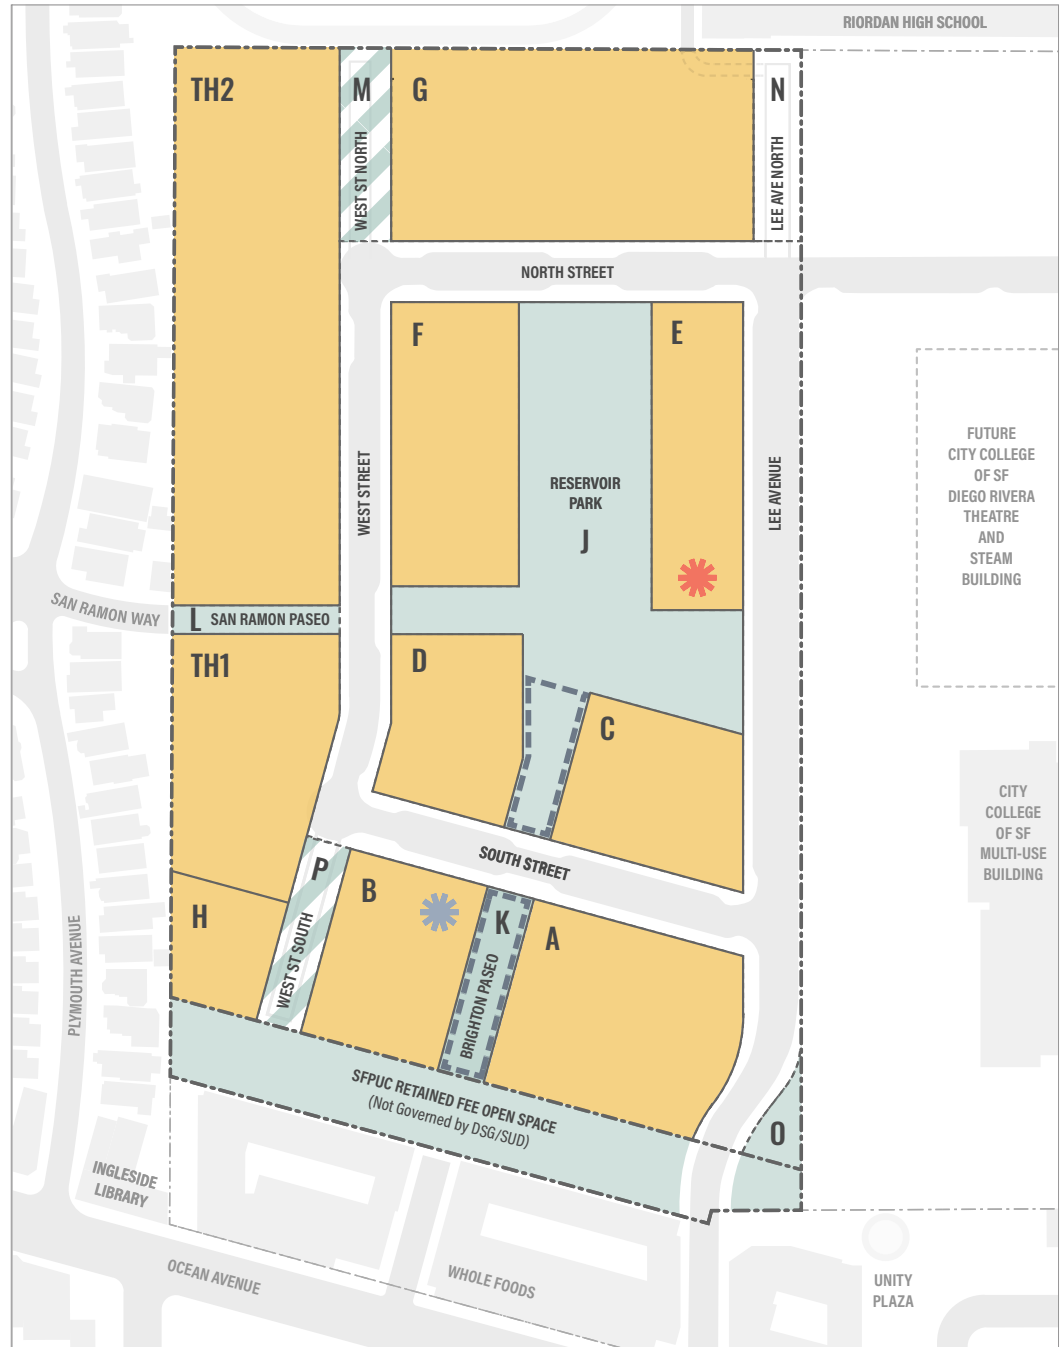 RIORDAN HIGH SCHOOL
TH2
M
G
N
WEST ST NORTH
LEE AVE NORTH
NORTH STREET
F
E
WEST STREET
RESERVOIR
PARK
J
LEE AVENUE
FUTURE
CITY COLLEGE
OF SF
DIEGO RIVERA
THEATRE
AND
STEAM
BUILDING
SAN RAMON WAY
L SAN RAMON PASEO
TH1
D
C
CITY
COLLEGE
OF SF
MULTI-USE
BUILDING
SOUTH STREET
P
B
H
K
A
WEST ST SOUTH
BRIGHTON PASEO
PLYMOUTH AVENUE
SFPUC RETAINED FEE OPEN SPACE
(Not Governed by DSG/SUD)
O
INGLESIDE
LIBRARY
OCEAN AVENUE
WHOLE FOODS
UNITY
PLAZA